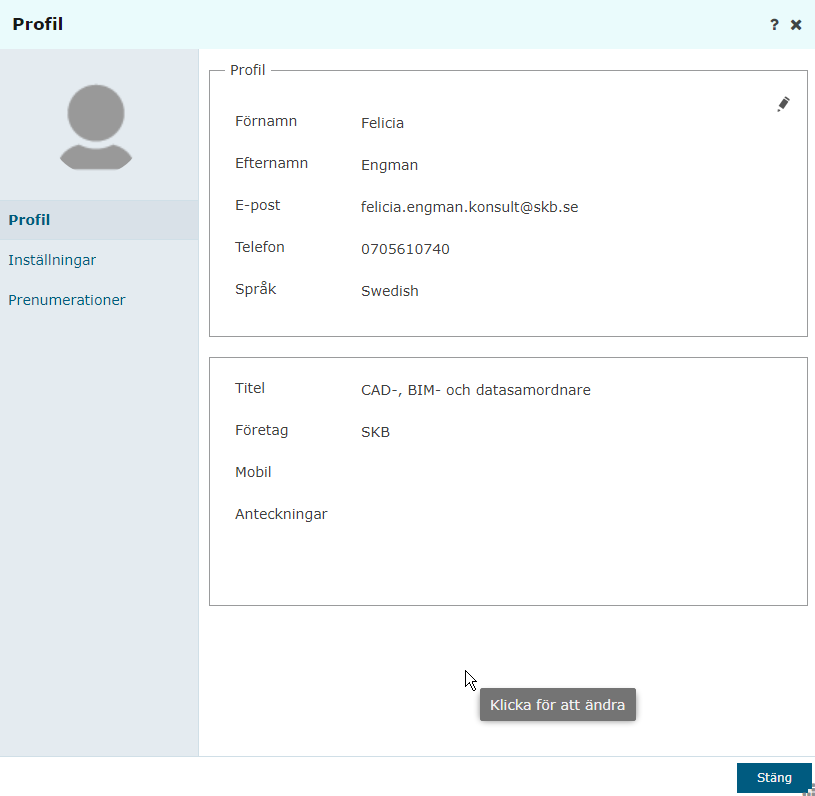 Profil
?
Profil
Inställningar
Prenumerationer
Profil
Förnamn Felicia
Efternamn Engman
E-post felicia.engman.konsult@skb.se
Telefon 0705610740
Språk Swedish
Titel CAD-, BIM- och datasamordnare
Företag SKB
Mobil
Anteckningar
Klicka för att ändra
Stäng